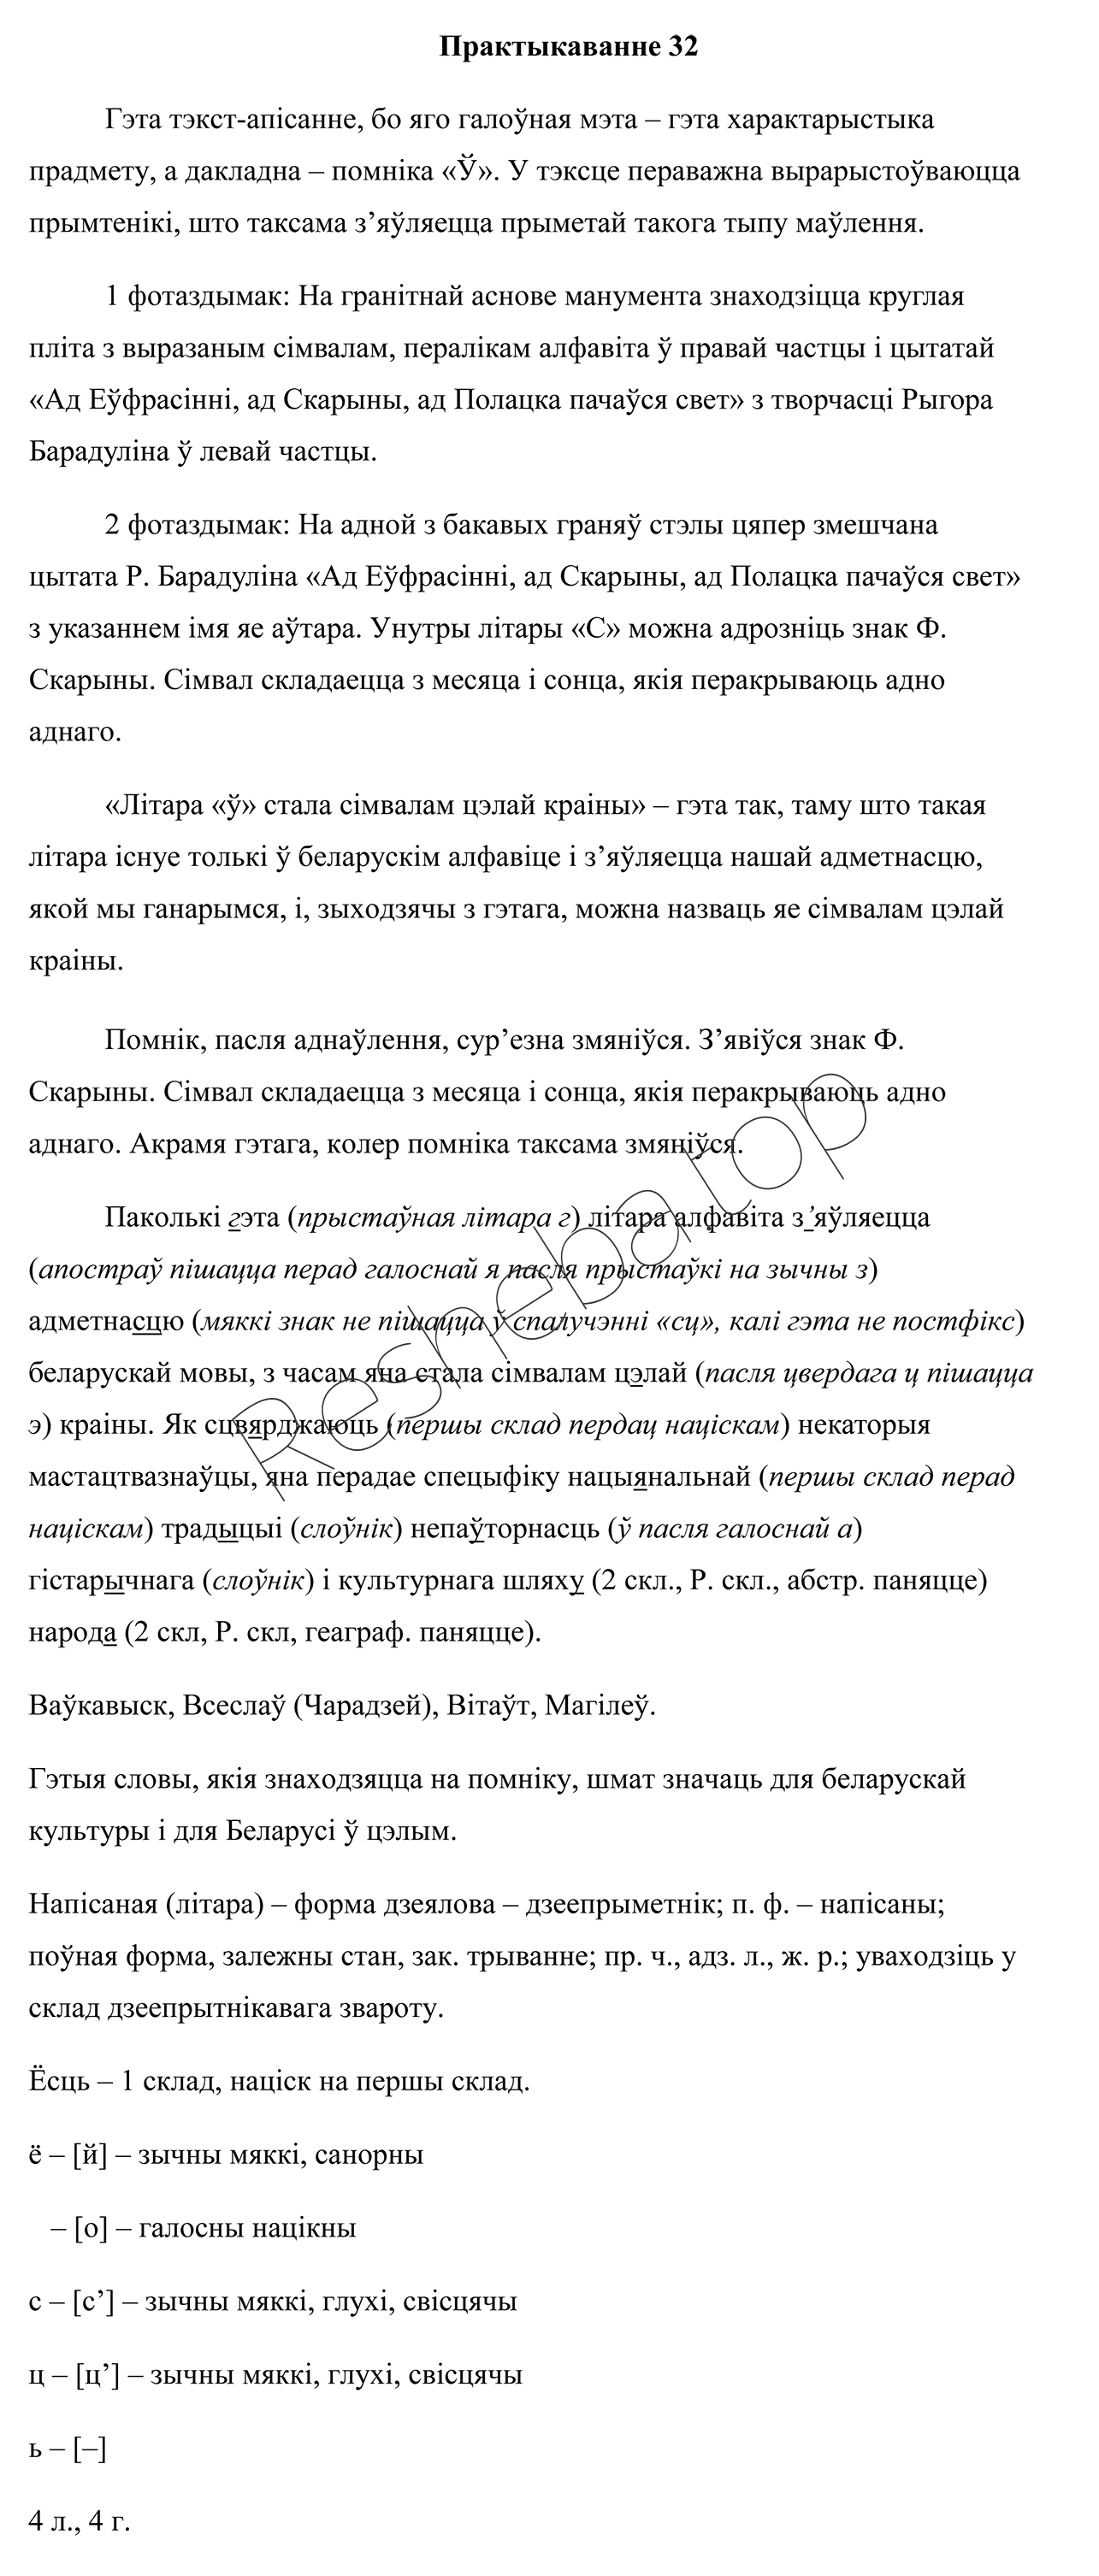 Практыкаванне 32
Гэта тэкст-апісанне, бо яго галоўная мэта – гэта характарыстыка
прадмету, а дакладна – помніка «Ў». У тэксце пераважна вырарыстоўваюцца
прымтенікі, што таксама з’яўляецца прыметай такога тыпу маўлення.
1 фотаздымак: На гранітнай аснове манумента знаходзіцца круглая
пліта з выразаным сімвалам, пералікам алфавіта ў правай частцы і цытатай
«Ад Еўфрасінні, ад Скарыны, ад Полацка пачаўся свет» з творчасці Рыгора
Барадуліна ў левай частцы.
2 фотаздымак: На адной з бакавых граняў стэлы цяпер змешчана
цытата Р. Барадуліна «Ад Еўфрасінні, ад Скарыны, ад Полацка пачаўся свет»
з указаннем імя яе аўтара. Унутры літары «С» можна адрозніць знак Ф.
Скарыны. Сімвал складаецца з месяца і сонца, якія перакрываюць адно
аднаго.
«Літара «ў» стала сімвалам цэлай краіны» – гэта так, таму што такая
літара існуе толькі ў беларускім алфавіце і з’яўляецца нашай адметнасцю,
якой мы ганарымся, і, зыходзячы з гэтага, можна назваць яе сімвалам цэлай
краіны.
Помнік, пасля аднаўлення, сур’езна змяніўся. З’явіўся знак Ф.
Скарыны. Сімвал складаецца з месяца і сонца, якія перакрываюць адно
аднаго. Акрамя гэтага, колер помніка таксама змяніўся.
Паколькі гэта (прыстаўная літара г) літара алфавіта з’яўляецца
(апостраў пішацца перад галоснай я пасля прыстаўкі на зычны з)
адметнасцю (мяккі знак не пішацца ў спалучэнні «сц», калі гэта не постфікс)
беларускай мовы, з часам яна стала сімвалам цэлай (пасля цвердага ц пішацца
э) краіны. Як сцвярджаюць (першы склад пердац націскам) некаторыя
мастацтвазнаўцы, яна перадае спецыфіку нацыянальнай (першы склад перад
націскам) традыцыі (слоўнік) непаўторнасць (ў пасля галоснай а)
гістарычнага (слоўнік) і культурнага шляху (2 скл., Р. скл., абстр. паняцце)
народа (2 скл, Р. скл, геаграф. паняцце).
Ваўкавыск, Всеслаў (Чарадзей), Вітаўт, Магілеў.
Гэтыя словы, якія знаходзяцца на помніку, шмат значаць для беларускай
культуры і для Беларусі ў цэлым.
Напісаная (літара) – форма дзеялова – дзеепрыметнік; п. ф. – напісаны;
поўная форма, залежны стан, зак. трыванне; пр. ч., адз. л., ж. р.; уваходзіць у
склад дзеепрытнікавага звароту.
Ёсць – 1 склад, націск на першы склад.
ё – [й] – зычны мяккі, санорны
– [о] – галосны націкны
с – [с’] – зычны мяккі, глухі, свісцячы
ц – [ц’] – зычны мяккі, глухі, свісцячы
ь – [–]
4 л., 4 г.
Resheba.top